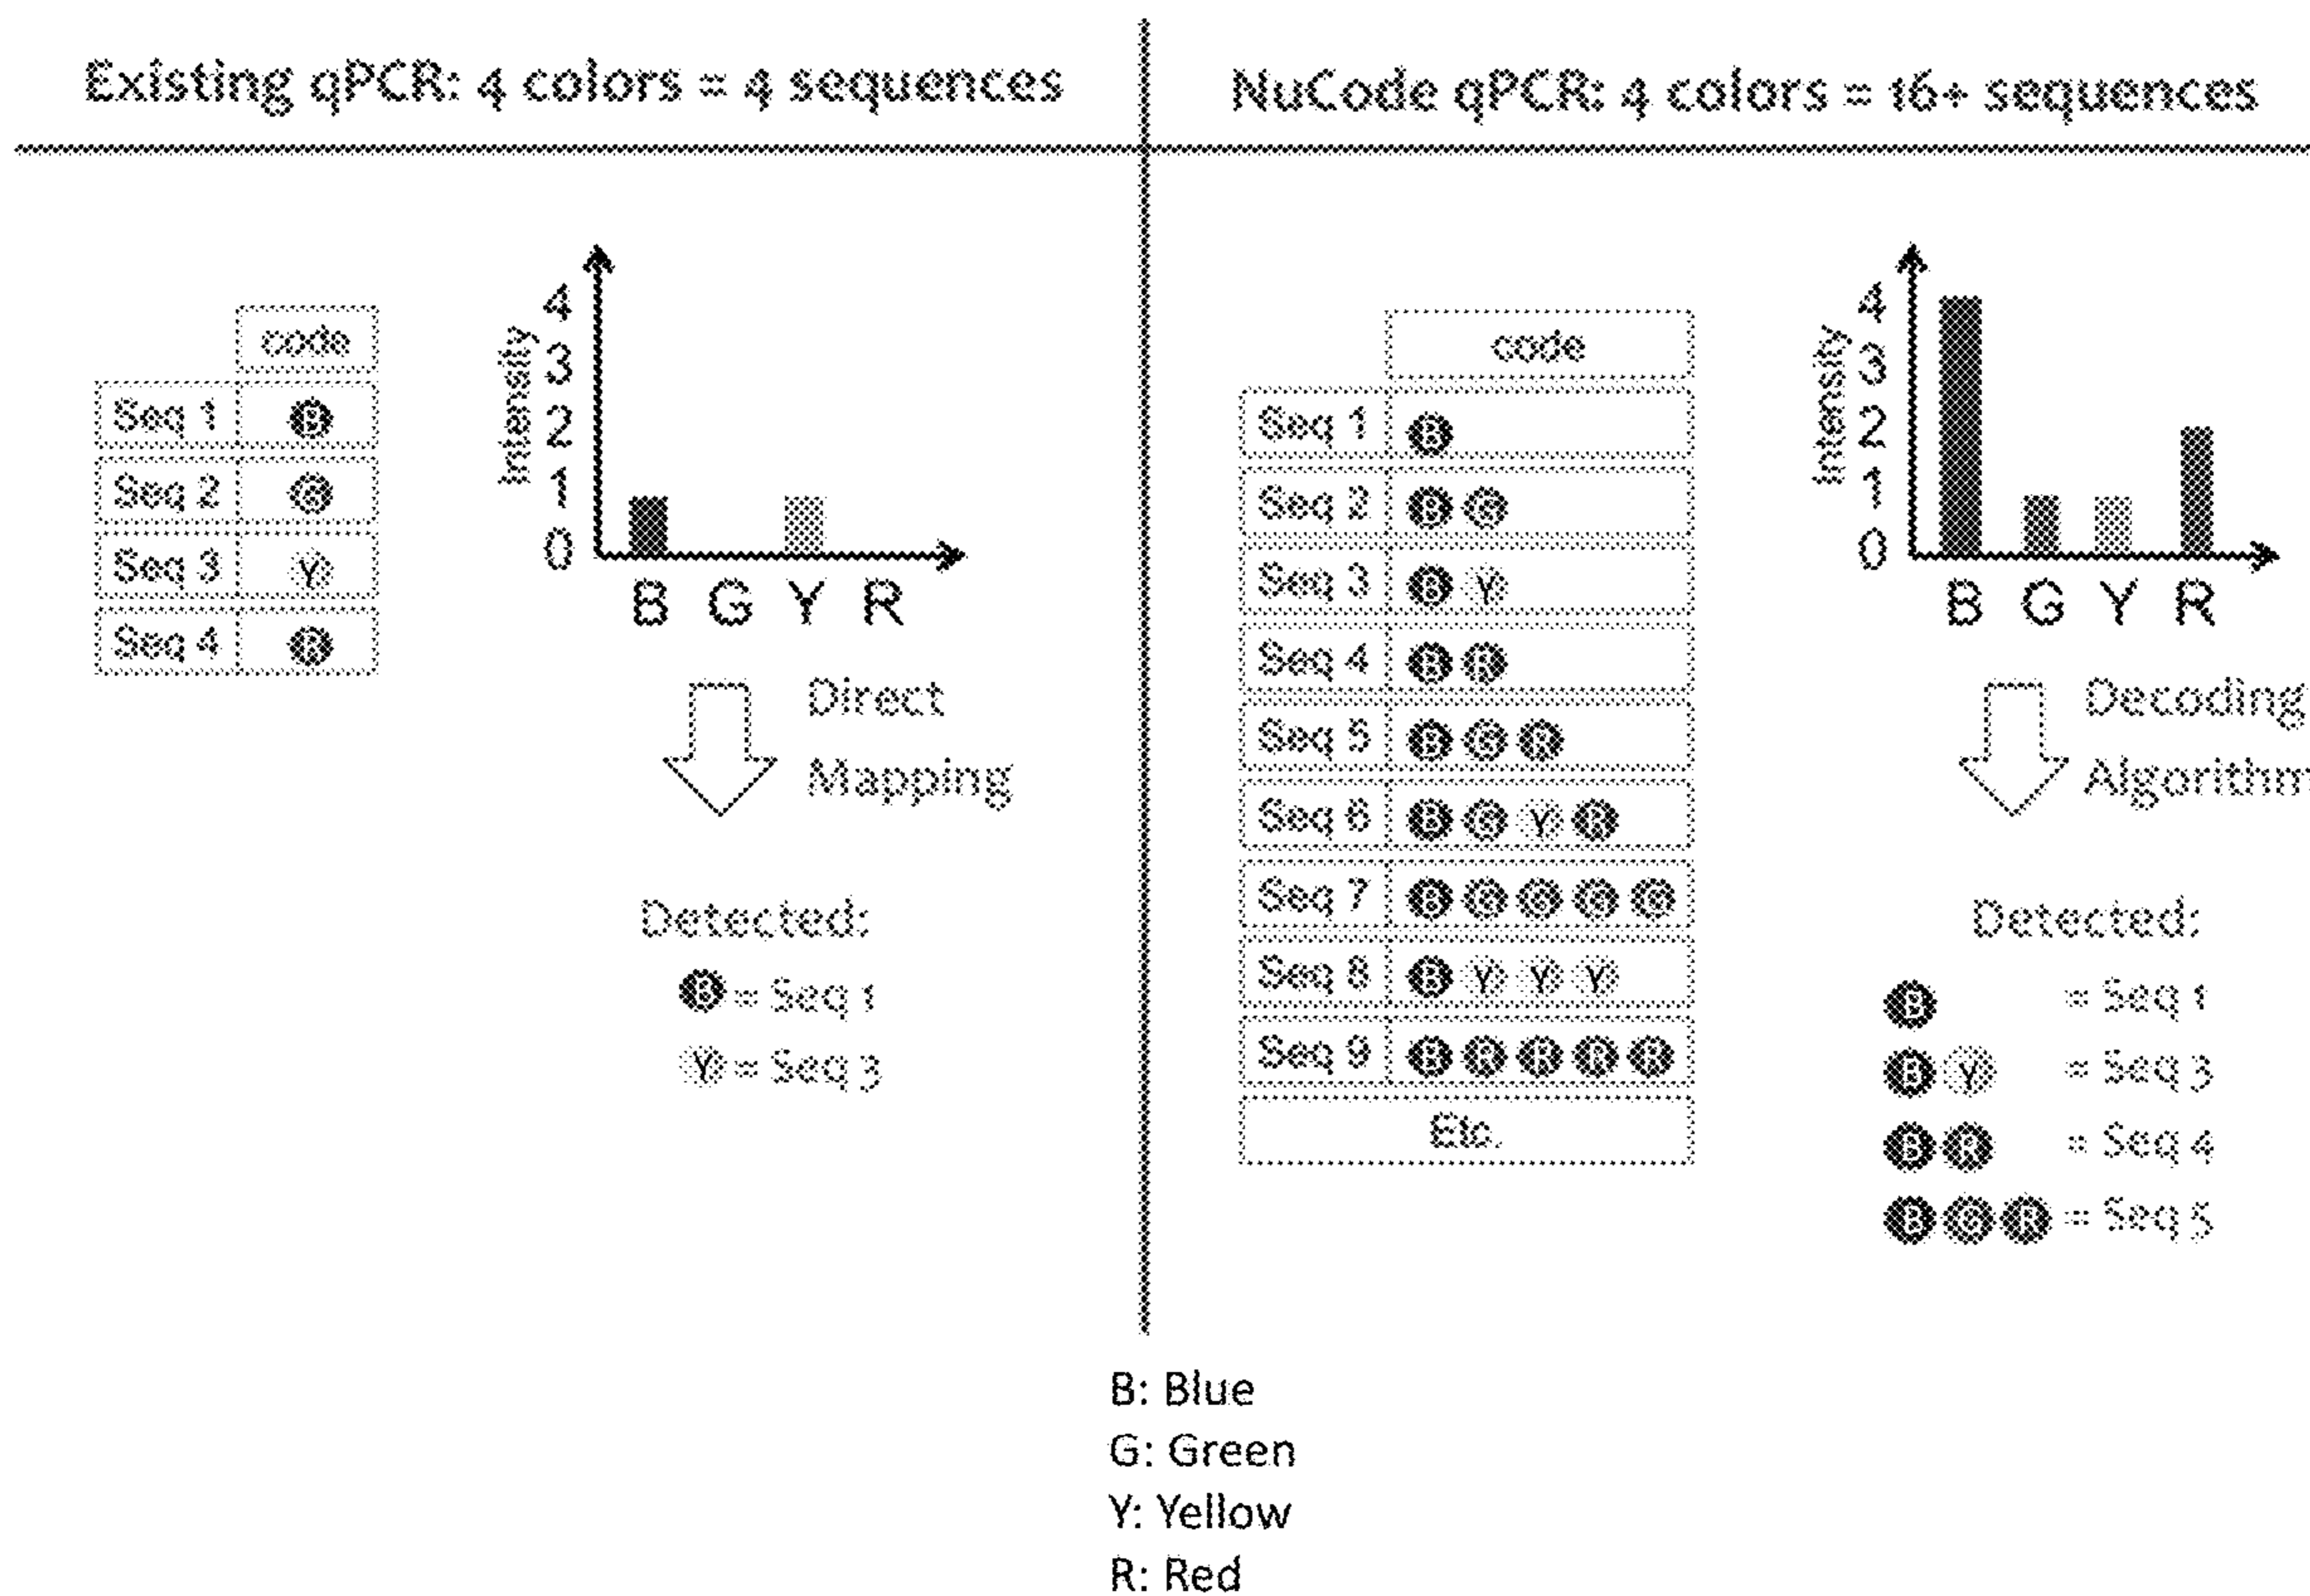 Existing qPCR: 4 colors = 4 sequences
code
Seq 1 B
Seq 2 G
Seq 3 Y
Seq 4 R
Intensity
4
3
2
1
0
B G Y R
Direct
Mapping
Detected:
B = Seq 1
Y = Seq 3
NuCode qPCR: 4 colors = 16+ sequences
code
Seq 1 B
Seq 2 B G
Seq 3 B Y
Seq 4 B R
Seq 5 B G R
Seq 6 B G Y R
Seq 7 B G G G G
Seq 8 B Y Y Y
Seq 9 B R R R R
Etc.
Intensity
4
3
2
1
0
B G Y R
Decoding
Algorithm
Detected:
B = Seq 1
B Y = Seq 3
B R = Seq 4
B G R = Seq 5
B: Blue
G: Green
Y: Yellow
R: Red